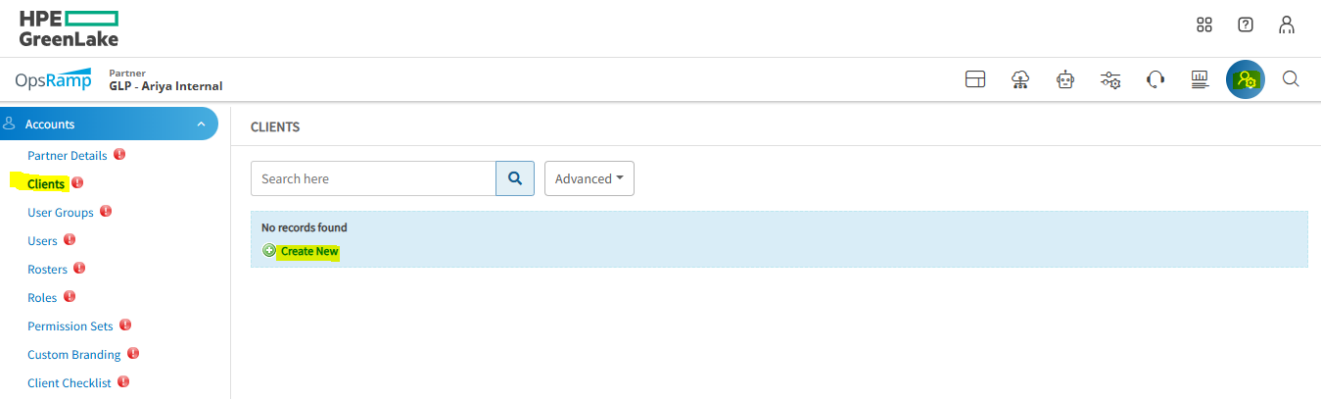 HPE
GreenLake
OpsRamp
Partner
GLP - Ariya Internal
Accounts
Partner Details
Clients
User Groups
Users
Rosters
Roles
Permission Sets
Custom Branding
Client Checklist
CLIENTS
Search here
Advanced
No records found
Create New